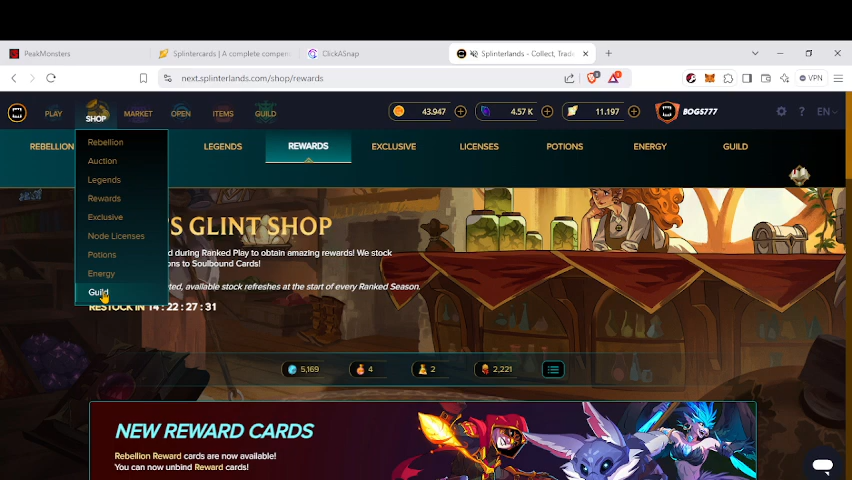 PeakMonsters
Splintercards | A complete compen
ClickASnap
Splinterlands - Collect, Trade
next.splinterlands.com/shop/rewards
VPN
PLAY
SHOP
MARKET
OPEN
ITEMS
GUILD
43.947
4.57 K
11.197
BOGS777
EN
REBELLION
LEGENDS
REWARDS
EXCLUSIVE
LICENSES
POTIONS
ENERGY
GUILD
Rebellion
Auction
Legends
Rewards
Exclusive
Node Licenses
Potions
Energy
Guild
'S GLINT SHOP
d during Ranked Play to obtain amazing rewards! We stock
ions to Soulbound Cards!
ted, available stock refreshes at the start of every Ranked Season.
RESTOCK IN 14 : 22 : 27 : 31
5,169
4
2
2,221
NEW REWARD CARDS
Rebellion Reward cards are now available!
You can now unbind Reward cards!